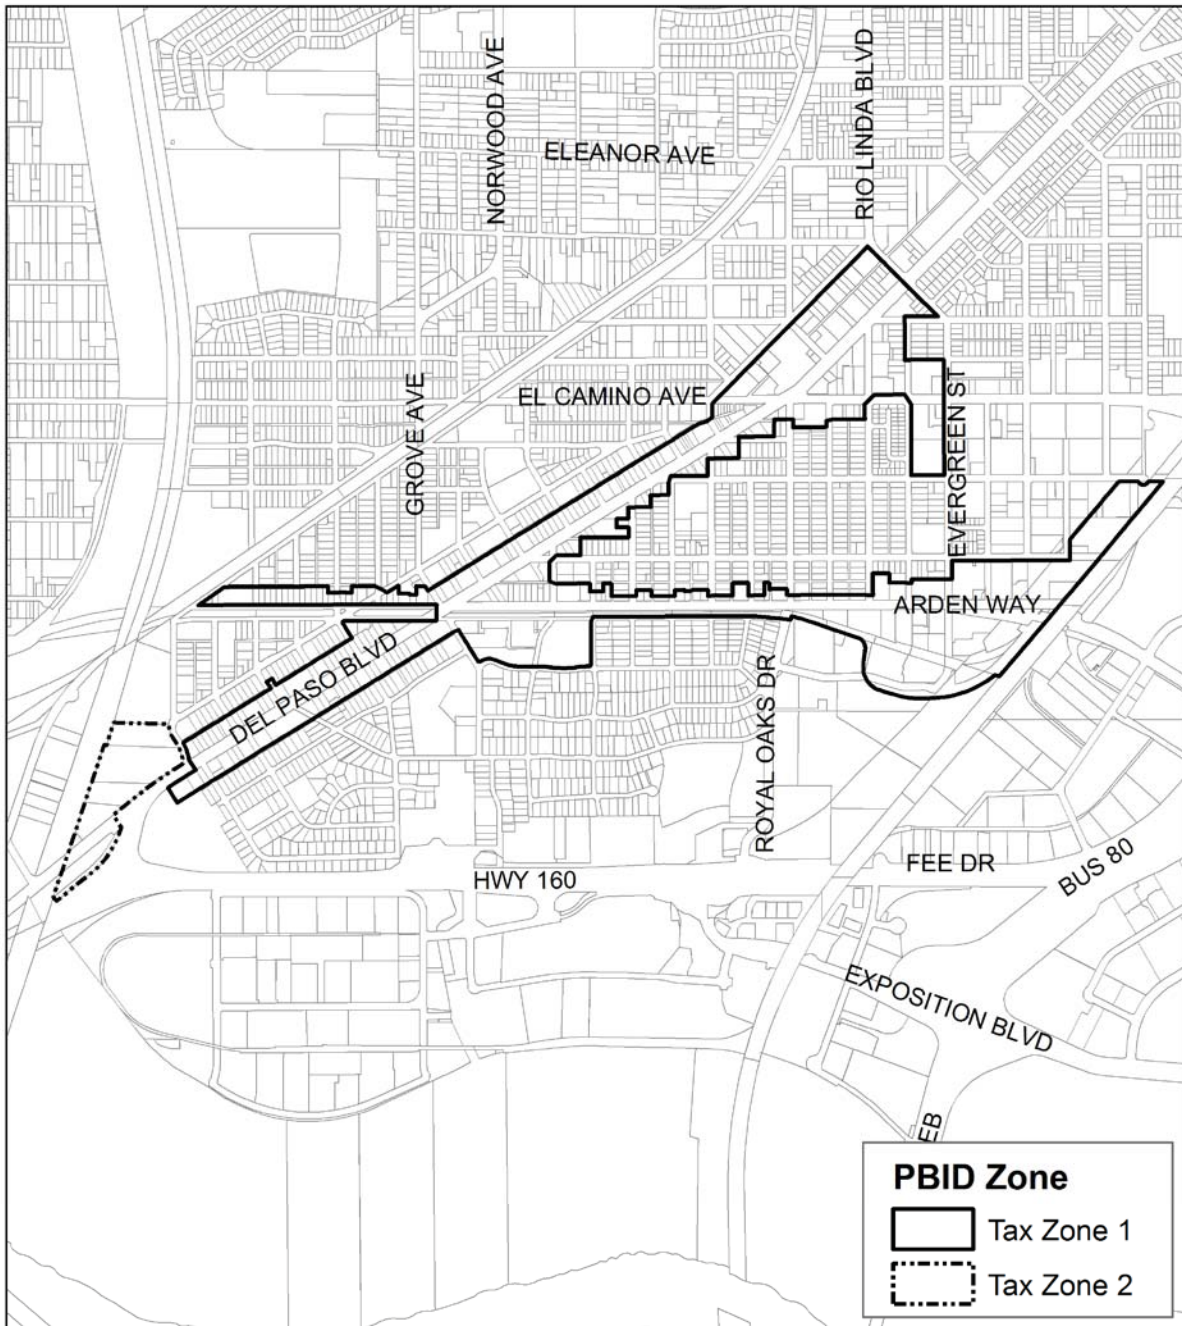 NORWOOD AVE
RIO LINDA BLVD
ELEANOR AVE
EL CAMINO AVE
GROVE AVE
EVERGREEN ST
ARDEN WAY
DEL PASO BLVD
ROYAL OAKS DR
FEE DR
BUS 80
HWY 160
EXPOSITION BLVD
EB
PBID Zone
Tax Zone 1
Tax Zone 2